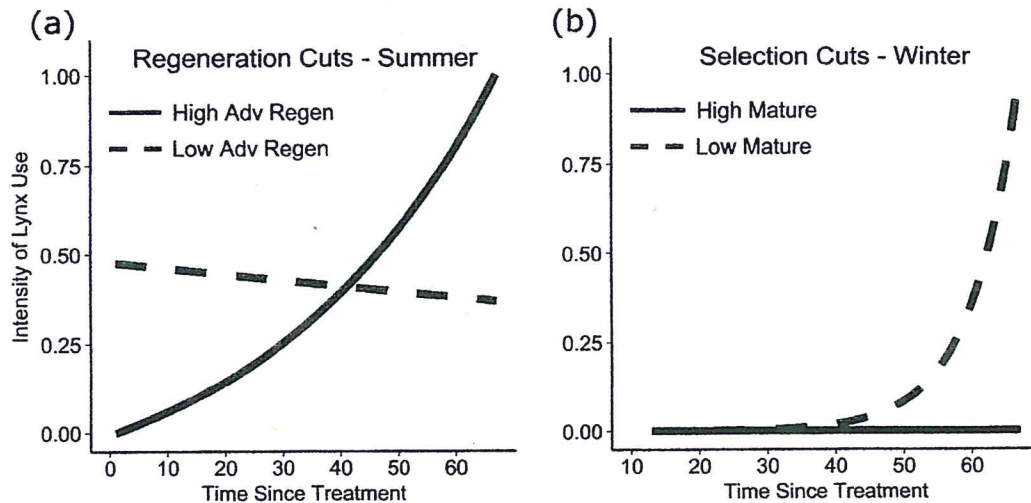 (a)
Regeneration Cuts - Summer
High Adv Regen
Low Adv Regen
1.00
0.75
0.50
0.25
0.00
Intensity of Lynx Use
0 10 20 30 40 50 60
Time Since Treatment
(b)
Selection Cuts - Winter
High Mature
Low Mature
1.00
0.75
0.50
0.25
0.00
10 20 30 40 50 60
Time Since Treatment